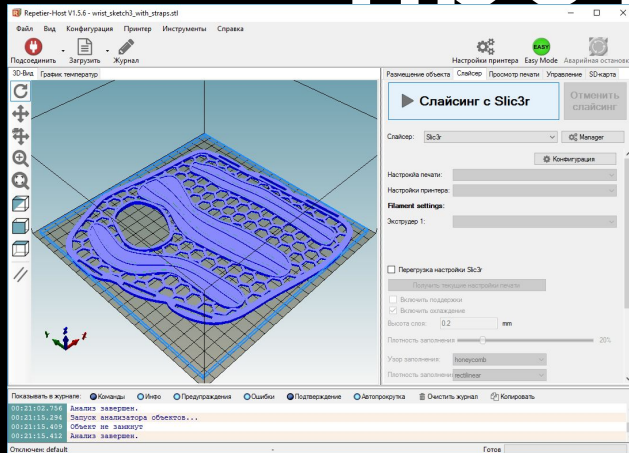 Repetier-Host V1.5.6 - wrist_sketch3_with_straps.stl
Файл Вид Конфигурация Принтер Инструменты Справка
Подсоединить Загрузить Журнал Настройки принтера Easy Mode Аварийная остановк
EASY
3D-Вид График температур Размещение объекта Слайсер Просмотр печати Управление SD-карта
Слайсинг с Slic3r Отменить слайсинг
Слайсер: Slic3r Manager
Конфигурация
Настройка печати:
Настройки принтера:
Filament settings:
Экструдер 1:
Перегрузка настройки Slic3r
Получить текущие настройки печати
Включить поддержки
Включить охлаждение
Высота слоя: 0.2 mm
Плотность заполнения 20%
Узор заполнения: honeycomb
Плотность заполнени rectilinear
Показывать в журнале: Команды Инфо Предупреждения Ошибки Подтверждение Автопрокрутка Очистить журнал Копировать
00:21:02.756 Анализ завершен.
00:21:15.294 Запуск анализатора объектов...
00:21:15.409 Объект не замкнут
00:21:15.412 Анализ завершен.
Отключен: default - Готов